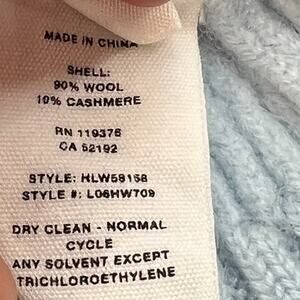 MADE IN CHINA
SHELL:
90% WOOL
10% CASHMERE
RN 119376
CA 52192
STYLE: HLW59158
STYLE #: L06HW709
DRY CLEAN - NORMAL
CYCLE
ANY SOLVENT EXCEPT
TRICHLOROETHYLENE